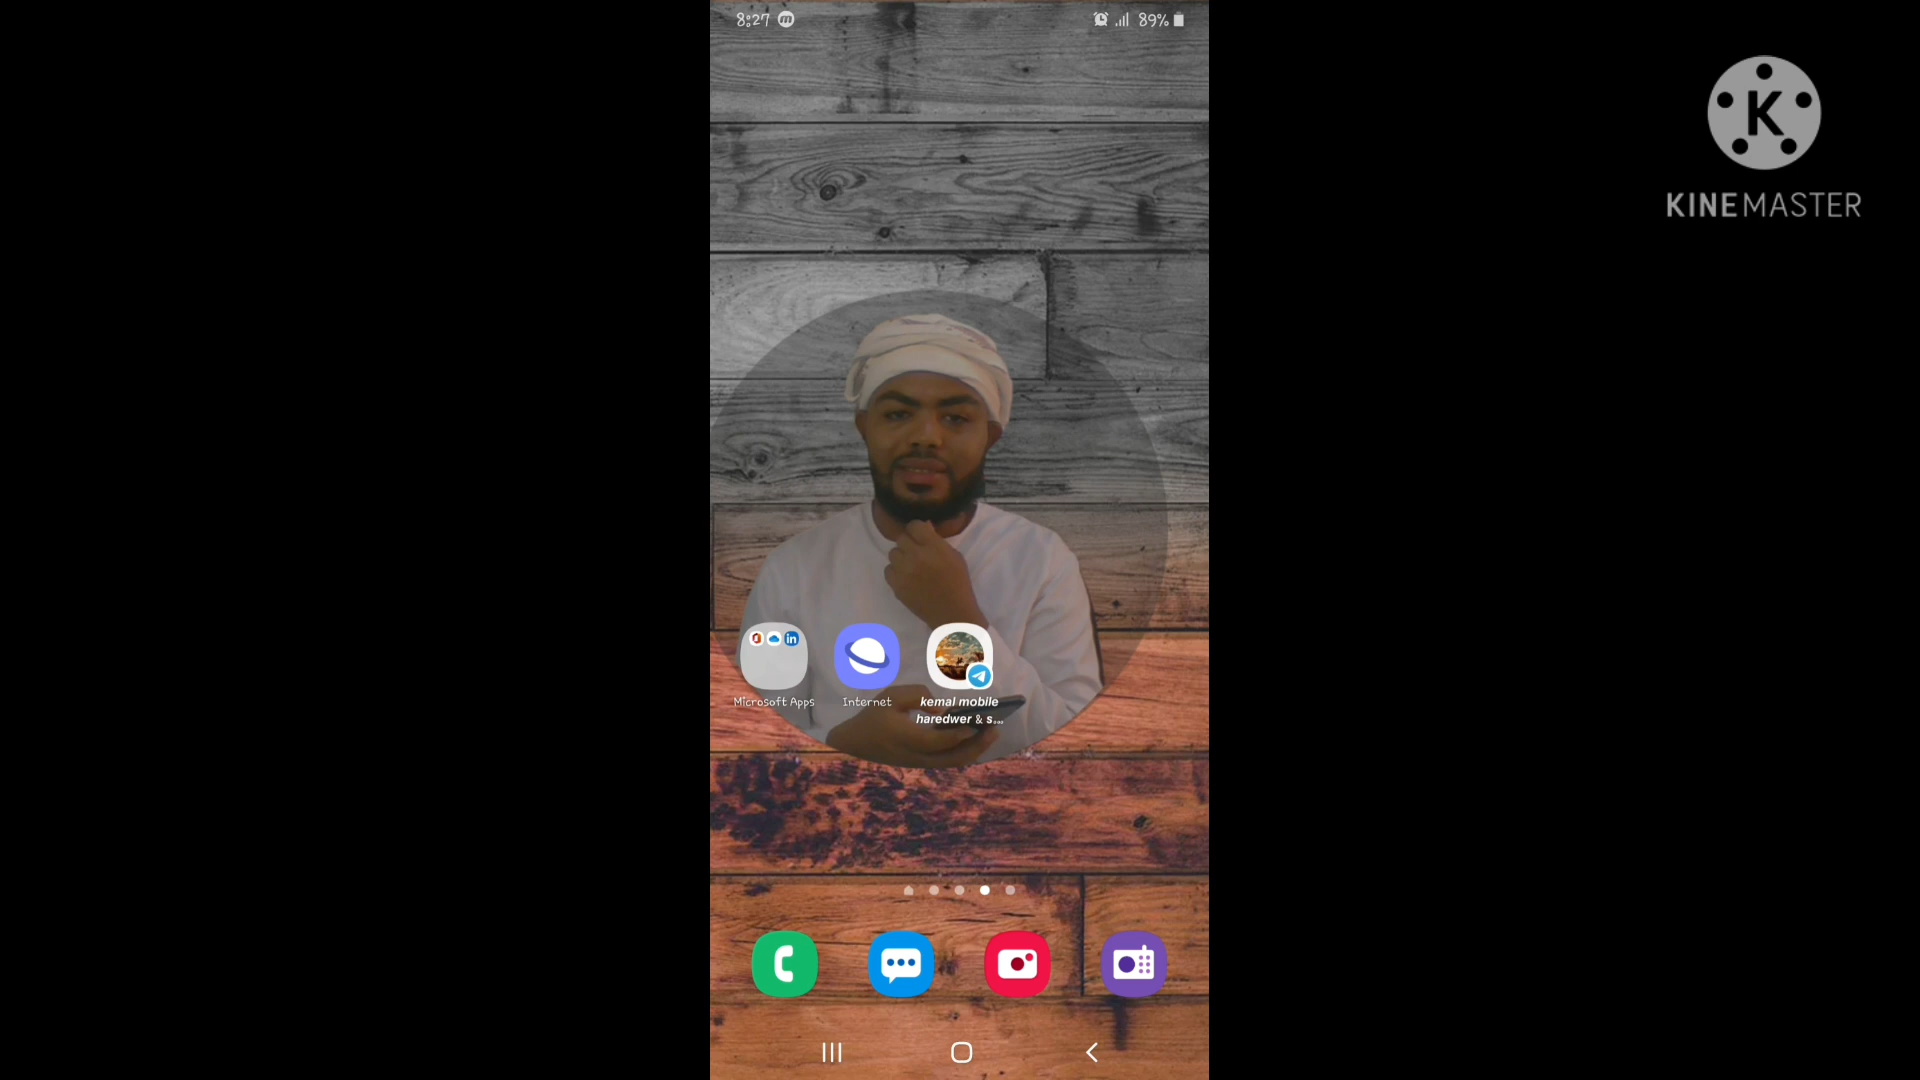 8:27
89%
KINEMASTER
Microsoft Apps
Internet
kemal mobile
haredwer & s...